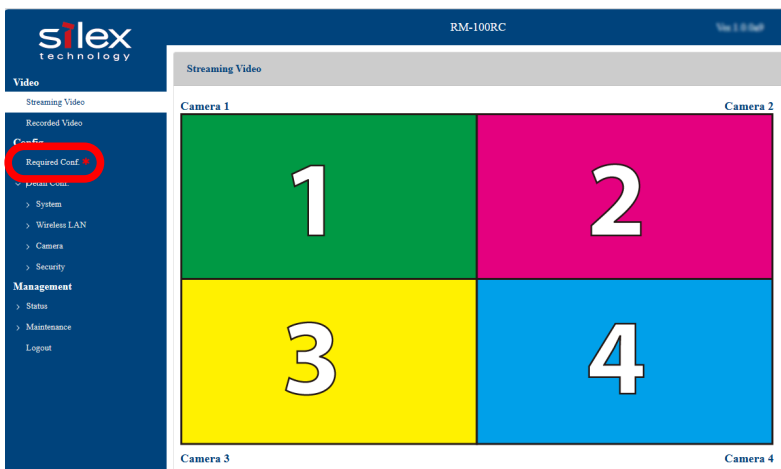 silex
technology
RM-100RC
Video
Streaming Video
Recorded Video
Config
Required Conf. *
Detail Conf.
System
Wireless LAN
Camera
Security
Management
Status
Maintenance
Logout
Streaming Video
Camera 1
Camera 2
1
2
3
4
Camera 3
Camera 4